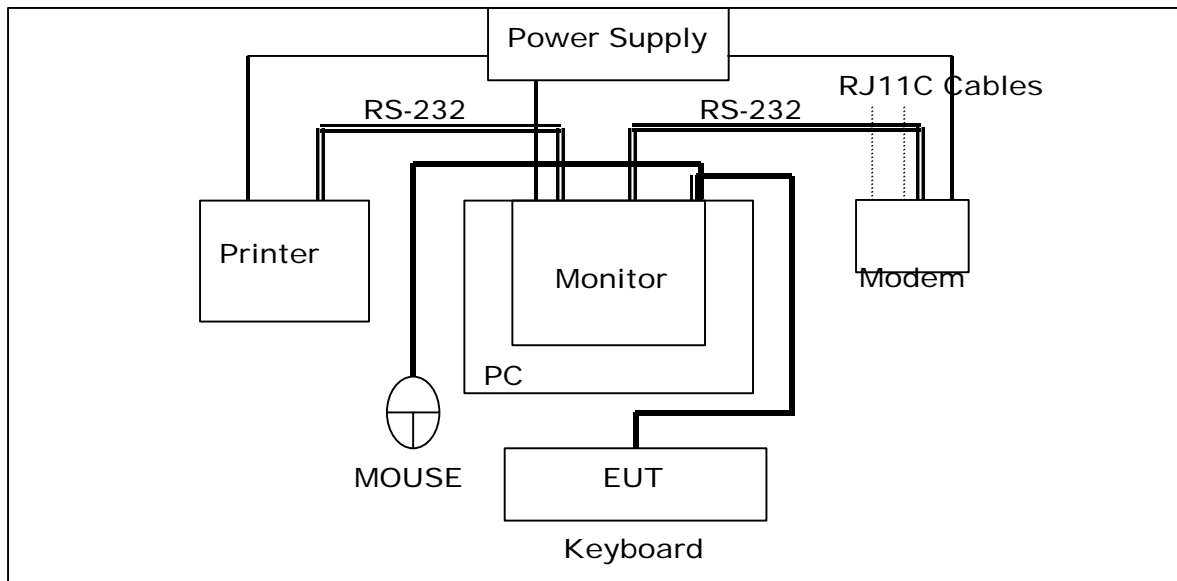 Power Supply
RJ11C Cables
RS-232
RS-232
Printer
Monitor
Modem
PC
MOUSE
EUT
Keyboard